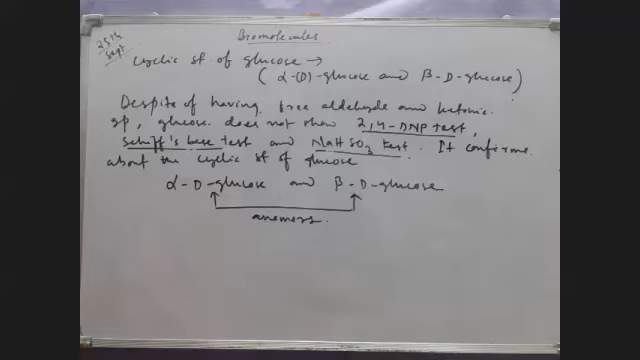 Biomolecules
25th Sept
Cyclic st of glucose →
(α-(D)-glucose and β-D-glucose)
Despite of having free aldehyde and ketonic
gp, glucose does not show 2,4-DNP test,
Schiff's base test and NaHSO3 test. It confirms
about the cyclic st of glucose
α-D-glucose and β-D-glucose
anomers